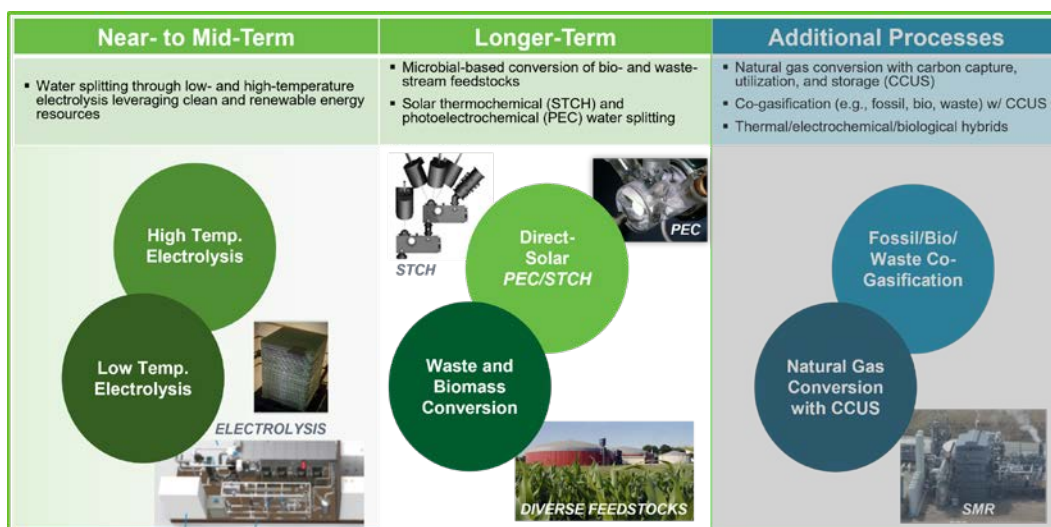 Near- to Mid-Term
▪ Water splitting through low- and high-temperature
electrolysis leveraging clean and renewable energy
resources
High Temp.
Electrolysis
Low Temp.
Electrolysis
ELECTROLYSIS
Longer-Term
▪ Microbial-based conversion of bio- and waste-
stream feedstocks
▪ Solar thermochemical (STCH) and
photoelectrochemical (PEC) water splitting
STCH
PEC
Direct-
Solar
PEC/STCH
Waste and
Biomass
Conversion
DIVERSE FEEDSTOCKS
Additional Processes
▪ Natural gas conversion with carbon capture,
utilization, and storage (CCUS)
▪ Co-gasification (e.g., fossil, bio, waste) w/ CCUS
▪ Thermal/electrochemical/biological hybrids
Fossil/Bio/
Waste Co-
Gasification
Natural Gas
Conversion
with CCUS
SMR